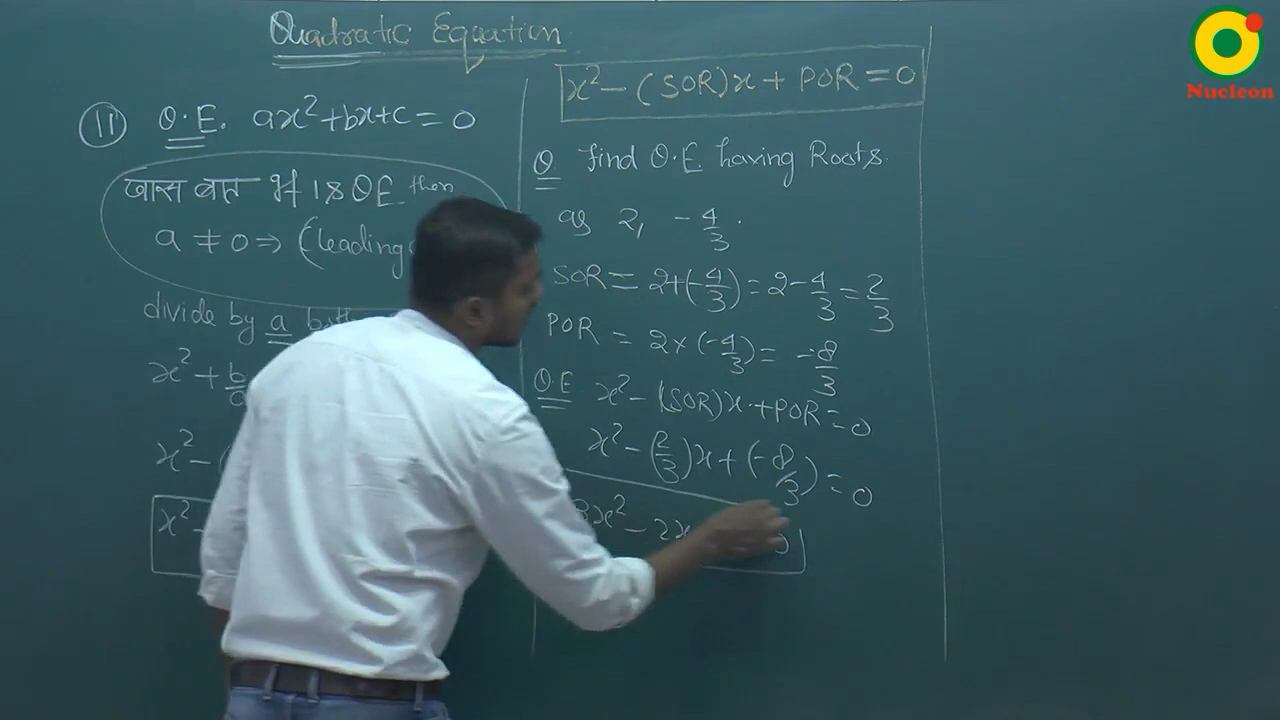 Quadratic Equation
Nucleon
11 Q.E. ax²+bx+c=0
खास बात If is QE. then
a ≠ 0 ⇒ (leading
divide by a both
x² + b/a
x² -
x² -
x² - (SOR)x + POR = 0
Q find Q.E. having Roots
as 2, -4/3.
SOR = 2+(-4/3) = 2-4/3 = 2/3
POR = 2×(-4/3) = -8/3
Q.E x² - (SOR)x + POR = 0
x² - (2/3)x + (-8/3) = 0
3x² - 2x